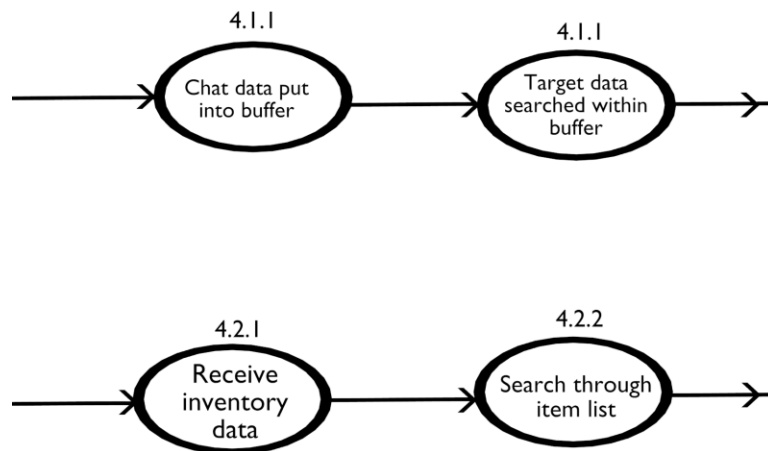 4.1.1
4.1.1
Chat data put
into buffer
Target data
searched within
buffer
4.2.1
4.2.2
Receive
inventory
data
Search through
item list